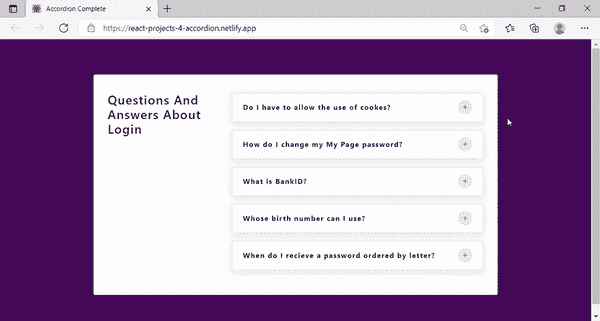 Accordion Complete
https://react-projects-4-accordion.netlify.app
Questions And
Answers About
Login
Do I have to allow the use of cookes?
How do I change my My Page password?
What is BankID?
Whose birth number can I use?
When do I recieve a password ordered by letter?